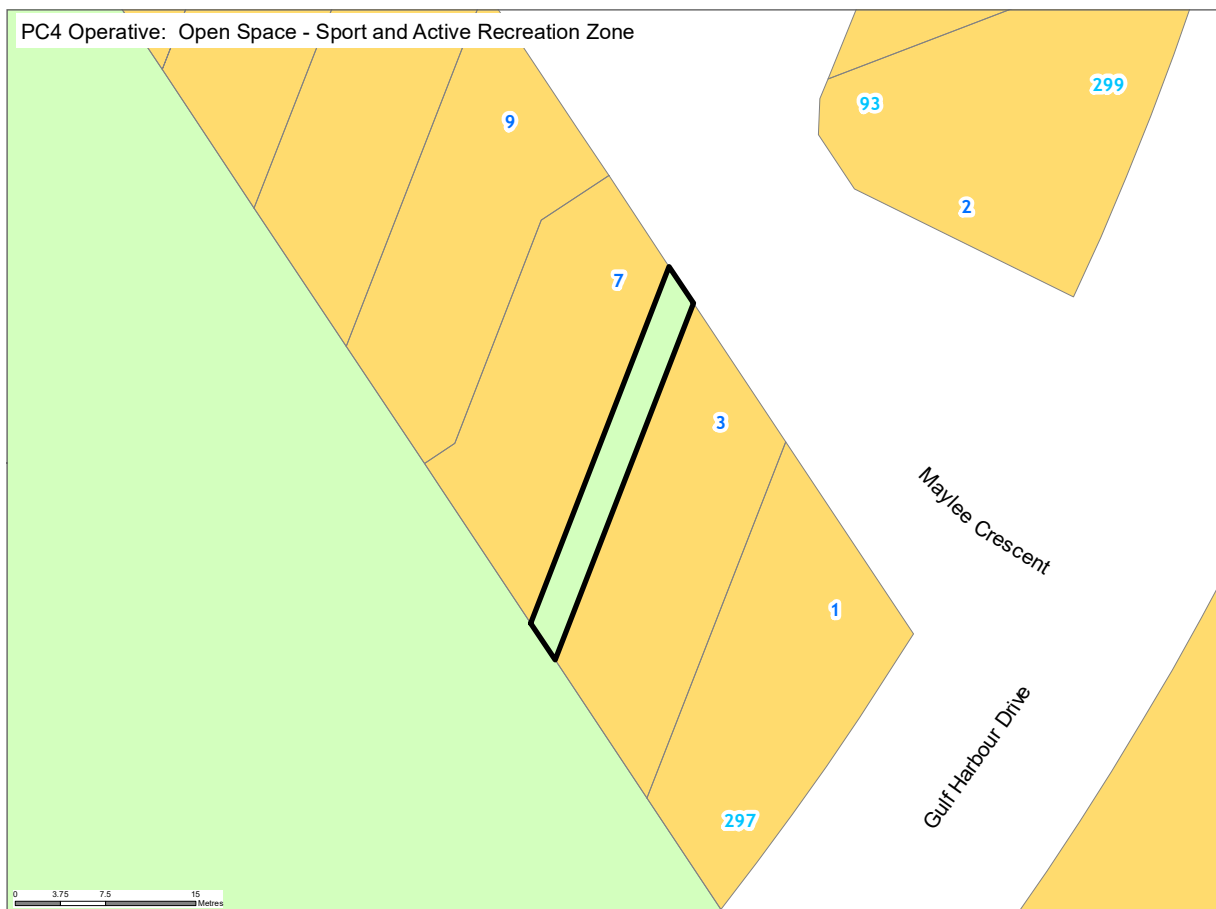 PC4 Operative:  Open Space - Sport and Active Recreation Zone
299
93
9
2
7
3
Maylee Crescent
1
Gulf Harbour Drive
297
0 3.75 7.5 15
Metres